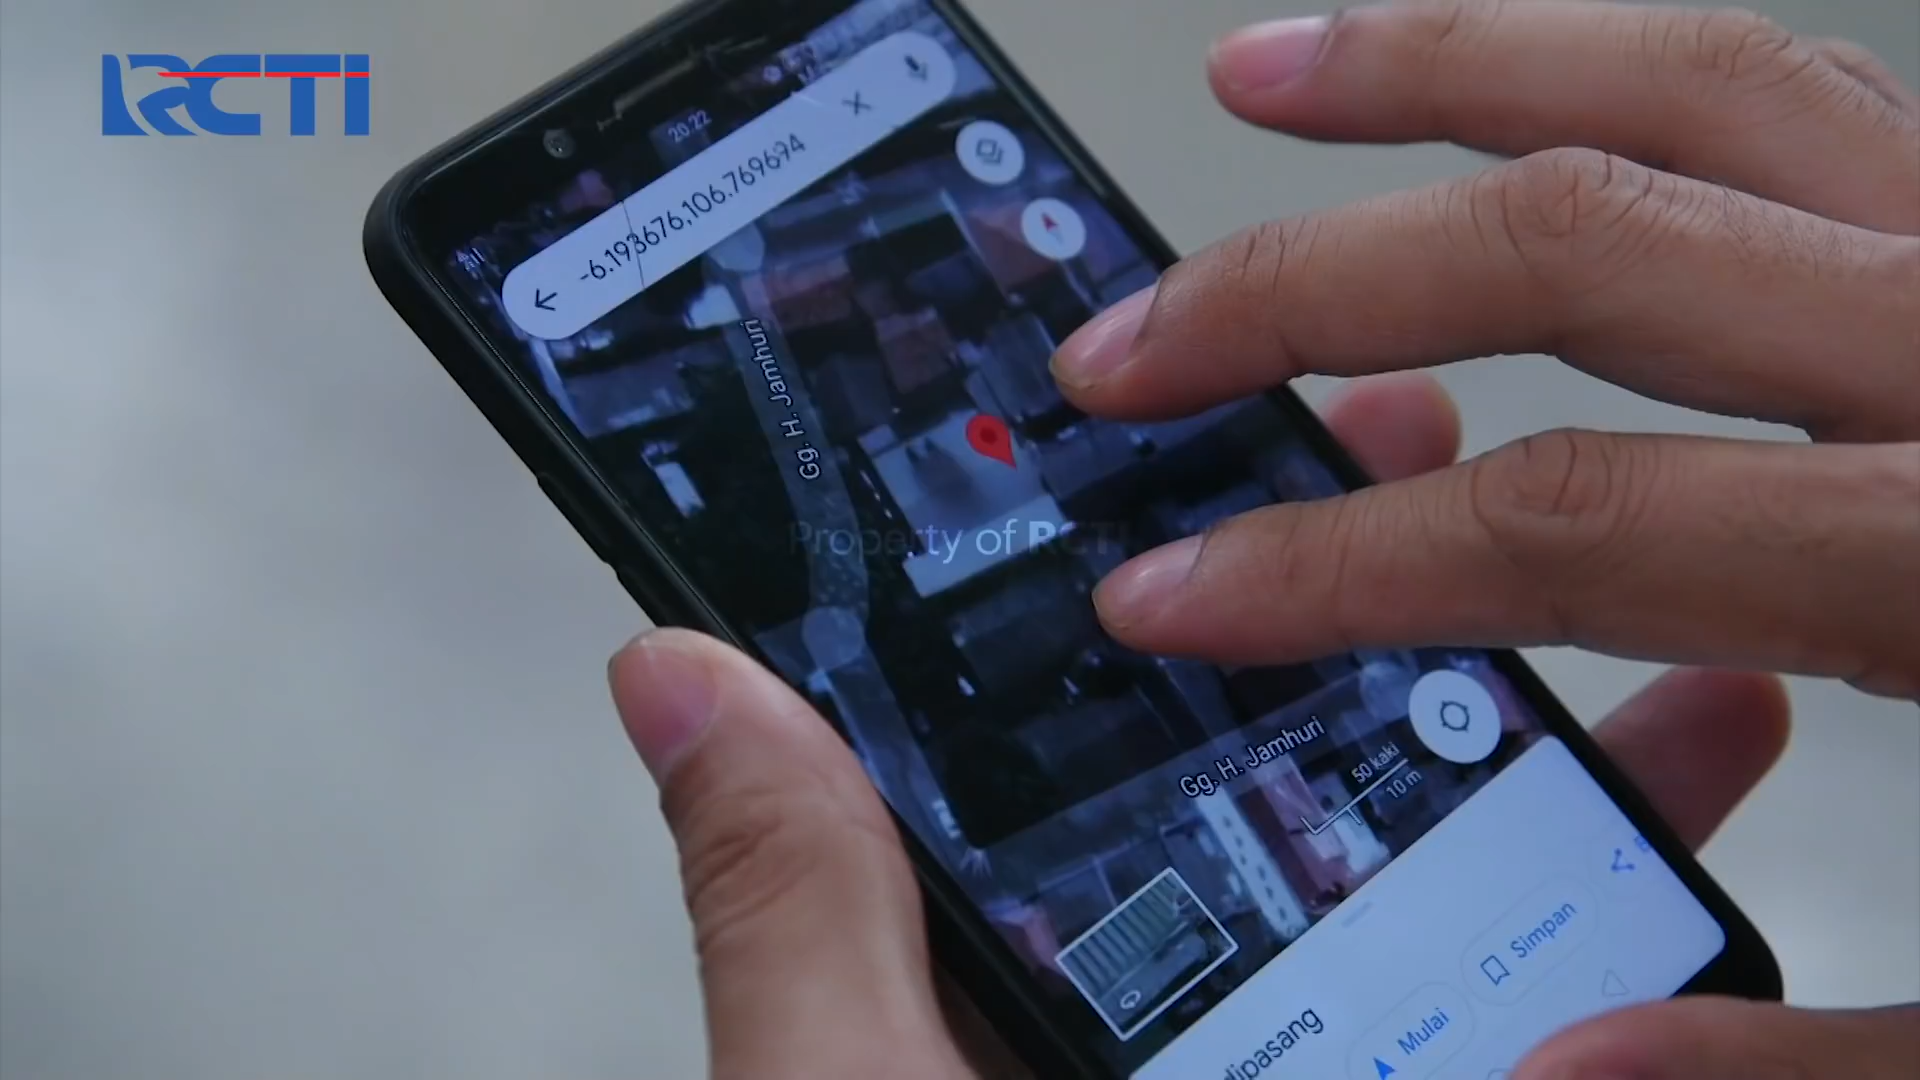 RCTI
20.22
-6.193676,106.769694
Gg. H. Jamhuri
Property of RCTI
Gg. H. Jamhuri
50 kaki
10 m
Simpan
Mulai
dipasang